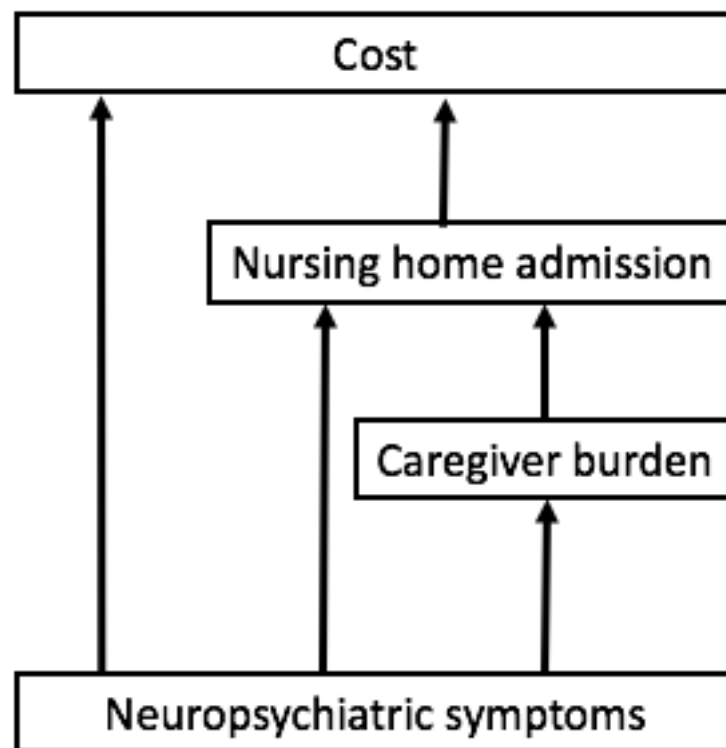 Cost
Nursing home admission
Caregiver burden
Neuropsychiatric symptoms